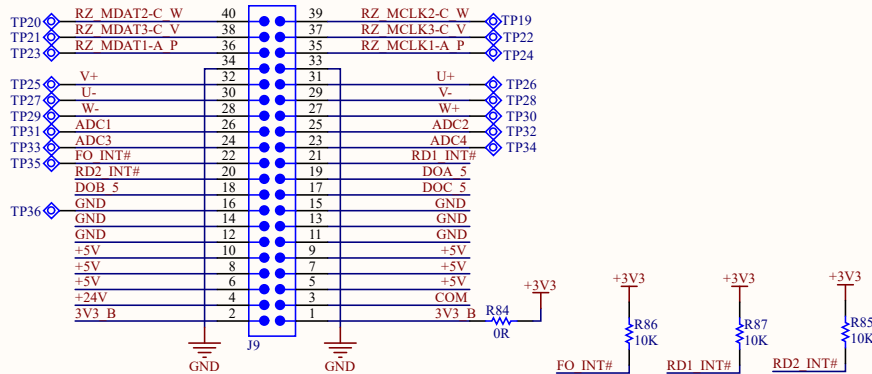 TP20 RZ_MDAT2-C_W 40 39 RZ_MCLK2-C_W TP19
TP21 RZ_MDAT3-C_V 38 37 RZ_MCLK3-C_V TP22
TP23 RZ_MDAT1-A_P 36 35 RZ_MCLK1-A_P TP24
34 33
TP25 V+ 32 31 U+ TP26
TP27 U- 30 29 V- TP28
TP29 W- 28 27 W+ TP30
TP31 ADC1 26 25 ADC2 TP32
TP33 ADC3 24 23 ADC4 TP34
TP35 FO_INT# 22 21 RD1_INT#
RD2_INT# 20 19 DOA_5
DOB_5 18 17 DOC_5
TP36 GND 16 15 GND
GND 14 13 GND
GND 12 11 GND
+5V 10 9 +5V
+5V 8 7 +5V
+5V 6 5 +5V
+24V 4 3 COM
3V3_B 2 1 3V3_B
J9
GND GND
R84
0R
+3V3
+3V3
R86
10K
FO_INT#
+3V3
R87
10K
RD1_INT#
+3V3
R85
10K
RD2_INT#